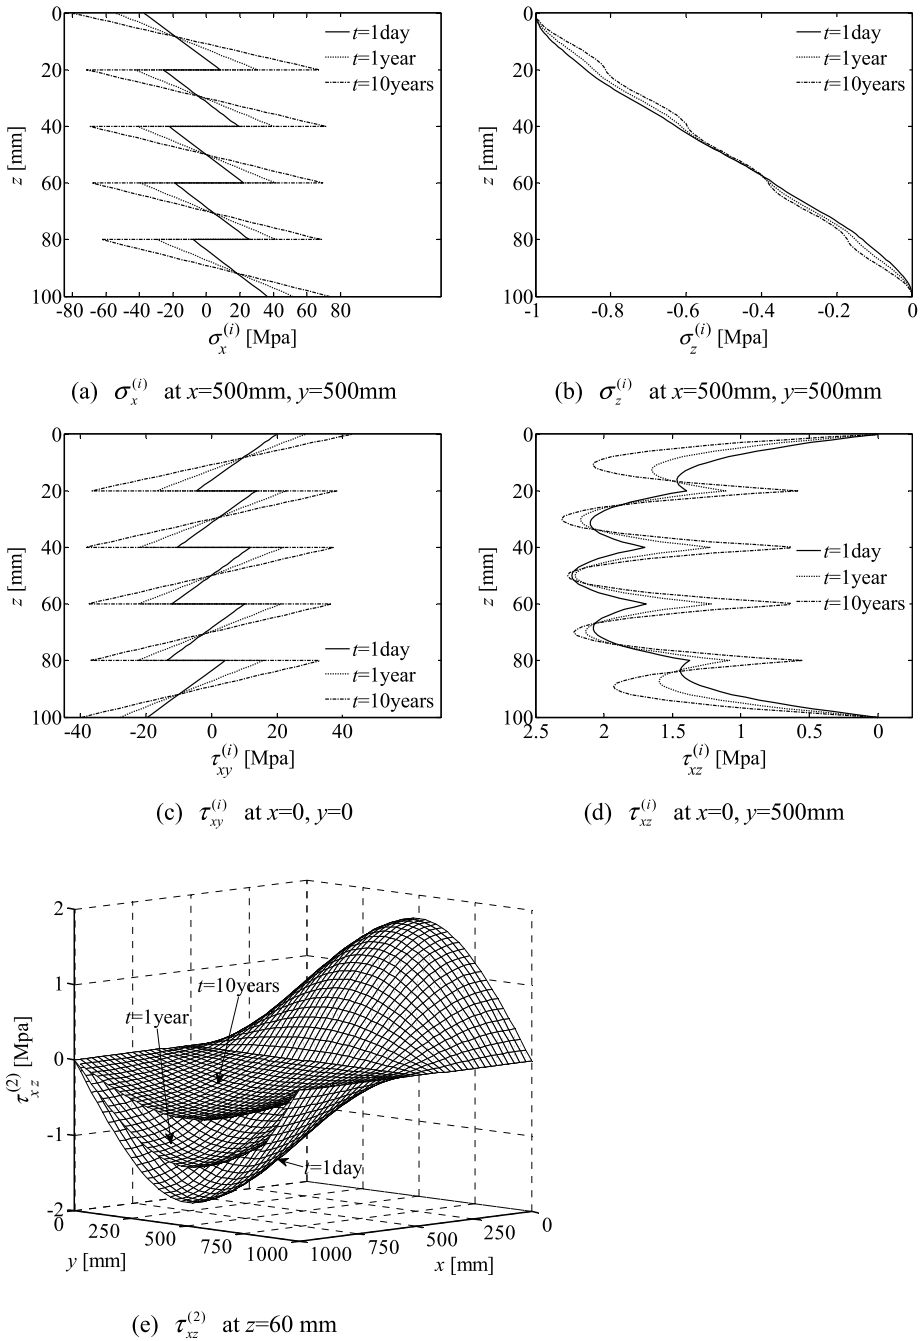 0
20
40
60
80
100
z [mm]
t=1day
t=1year
t=10years
-80 -60 -40 -20 0 20 40 60 80
σx(i) [Mpa]
(a) σx(i) at x=500mm, y=500mm
0
20
40
60
80
100
z [mm]
t=1day
t=1year
t=10years
-1 -0.8 -0.6 -0.4 -0.2 0
σz(i) [Mpa]
(b) σz(i) at x=500mm, y=500mm
0
20
40
60
80
100
z [mm]
t=1day
t=1year
t=10years
-40 -20 0 20 40
τxy(i) [Mpa]
(c) τxy(i) at x=0, y=0
0
20
40
60
80
100
z [mm]
t=1day
t=1year
t=10years
2.5 2 1.5 1 0.5 0
τxz(i) [Mpa]
(d) τxz(i) at x=0, y=500mm
2
1
0
-1
-2
τxz(2) [Mpa]
t=10years
t=1year
t=1day
0 250 500 750 1000
y [mm]
1000 750 500 250 0
x [mm]
(e) τxz(2) at z=60 mm